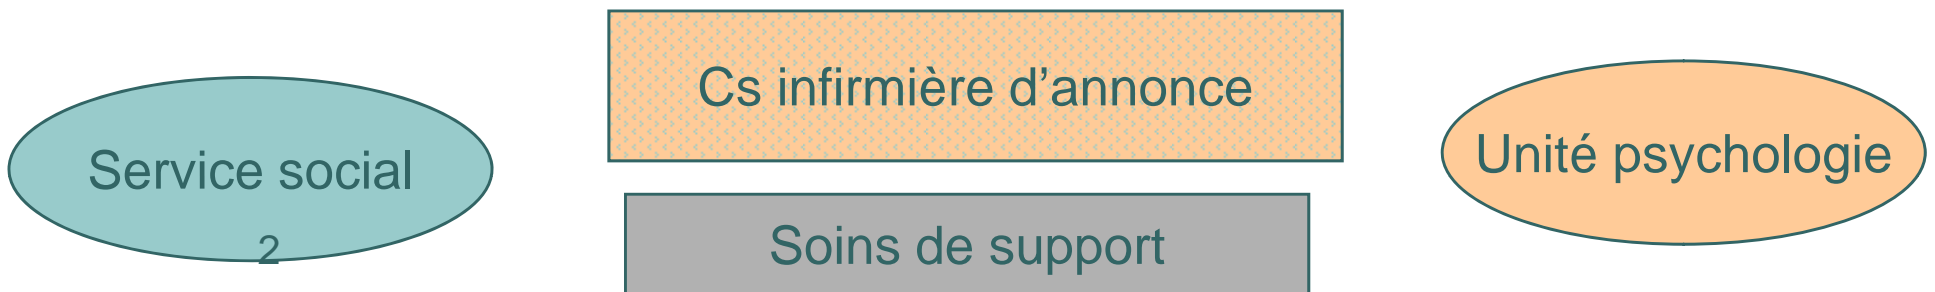 Cs infirmière d’annonce
Service social
2
Unité psychologie
Soins de support